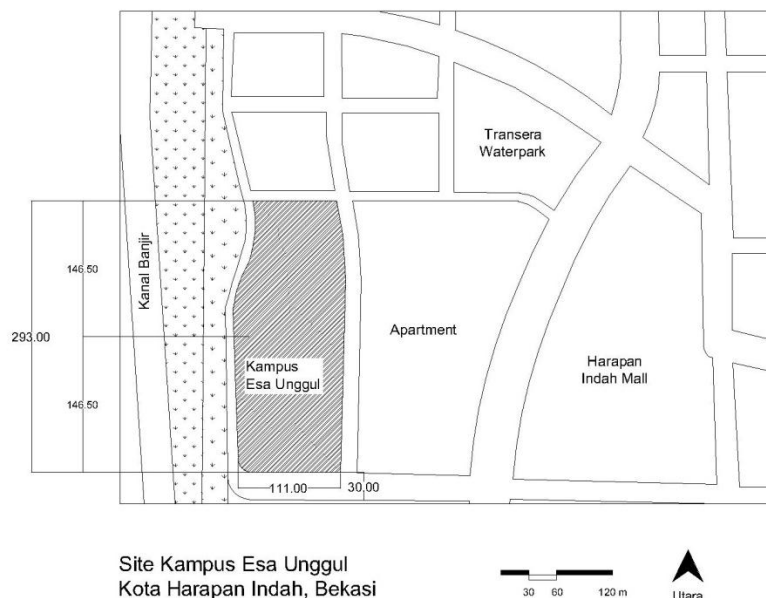 Transera
Waterpark
Kanal Banjir
146.50
293.00
146.50
Apartment
Kampus
Esa Unggul
Harapan
Indah Mall
111.00
30.00
Site Kampus Esa Unggul
Kota Harapan Indah, Bekasi
30 60 120 m
Utara